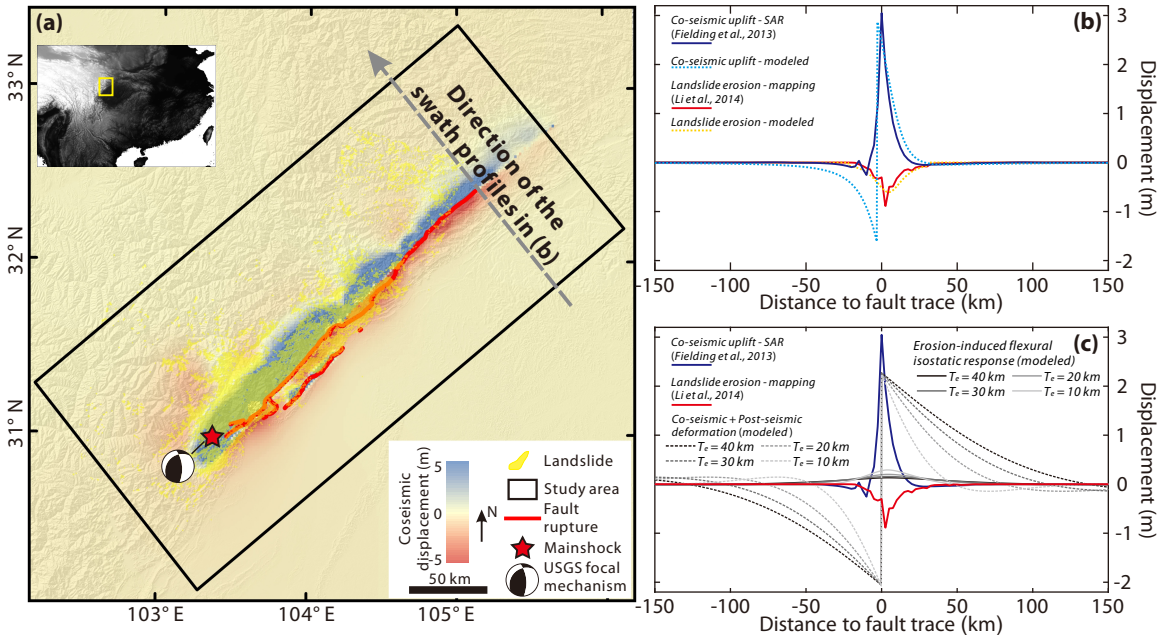 (a)
33° N
32° N
31° N
103° E
104° E
105° E
Direction of the
swath profiles in (b)
Coseismic
displacement (m)
5
0
-5
N
50 km
Landslide
Study area
Fault
rupture
Mainshock
USGS focal
mechanism
(b)
Co-seismic uplift - SAR
(Fielding et al., 2013)
Co-seismic uplift - modeled
Landslide erosion - mapping
(Li et al., 2014)
Landslide erosion - modeled
3
2
1
0
-1
-2
Displacement (m)
-150
-100
-50
0
50
100
150
Distance to fault trace (km)
(c)
Co-seismic uplift - SAR
(Fielding et al., 2013)
Landslide erosion - mapping
(Li et al., 2014)
Co-seismic + Post-seismic
deformation (modeled)
Te = 40 km
Te = 20 km
Te = 30 km
Te = 10 km
Erosion-induced flexural
isostatic response (modeled)
Te = 40 km
Te = 20 km
Te = 30 km
Te = 10 km
3
2
1
0
-1
-2
Displacement (m)
-150
-100
-50
0
50
100
150
Distance to fault trace (km)